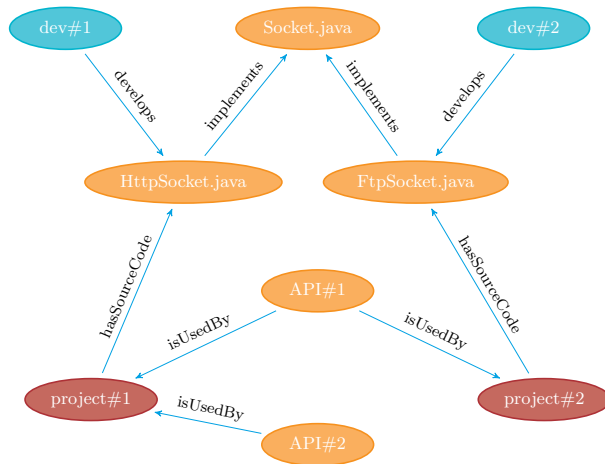 dev#1
Socket.java
dev#2
develops
implements
implements
develops
HttpSocket.java
FtpSocket.java
hasSourceCode
hasSourceCode
API#1
isUsedBy
isUsedBy
project#1
project#2
isUsedBy
API#2